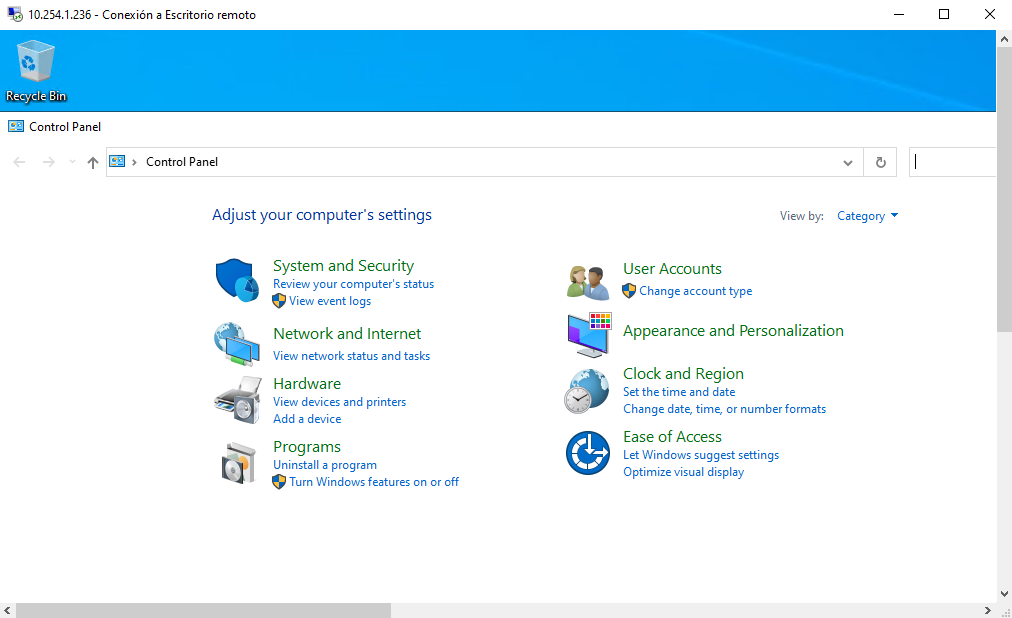 10.254.1.236 - Conexión a Escritorio remoto
Recycle Bin
Control Panel
Control Panel
Adjust your computer's settings
View by: Category
System and Security
Review your computer's status
View event logs
Network and Internet
View network status and tasks
Hardware
View devices and printers
Add a device
Programs
Uninstall a program
Turn Windows features on or off
User Accounts
Change account type
Appearance and Personalization
Clock and Region
Set the time and date
Change date, time, or number formats
Ease of Access
Let Windows suggest settings
Optimize visual display